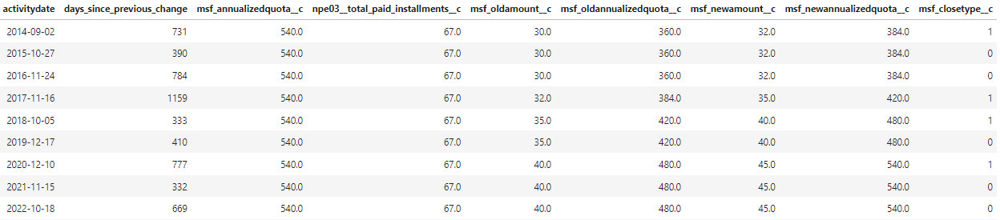 activitydate days_since_previous_change msf_annualizedquota__c npe03__total_paid_installments__c msf_oldamount__c msf_oldannualizedquota__c msf_newamount__c msf_newannualizedquota__c msf_closetype__c
2014-09-02 731 540.0 67.0 30.0 360.0 32.0 384.0 1
2015-10-27 390 540.0 67.0 30.0 360.0 32.0 384.0 0
2016-11-24 784 540.0 67.0 30.0 360.0 32.0 384.0 0
2017-11-16 1159 540.0 67.0 32.0 384.0 35.0 420.0 1
2018-10-05 333 540.0 67.0 35.0 420.0 40.0 480.0 1
2019-12-17 410 540.0 67.0 35.0 420.0 40.0 480.0 0
2020-12-10 777 540.0 67.0 40.0 480.0 45.0 540.0 1
2021-11-15 332 540.0 67.0 40.0 480.0 45.0 540.0 0
2022-10-18 669 540.0 67.0 40.0 480.0 45.0 540.0 0